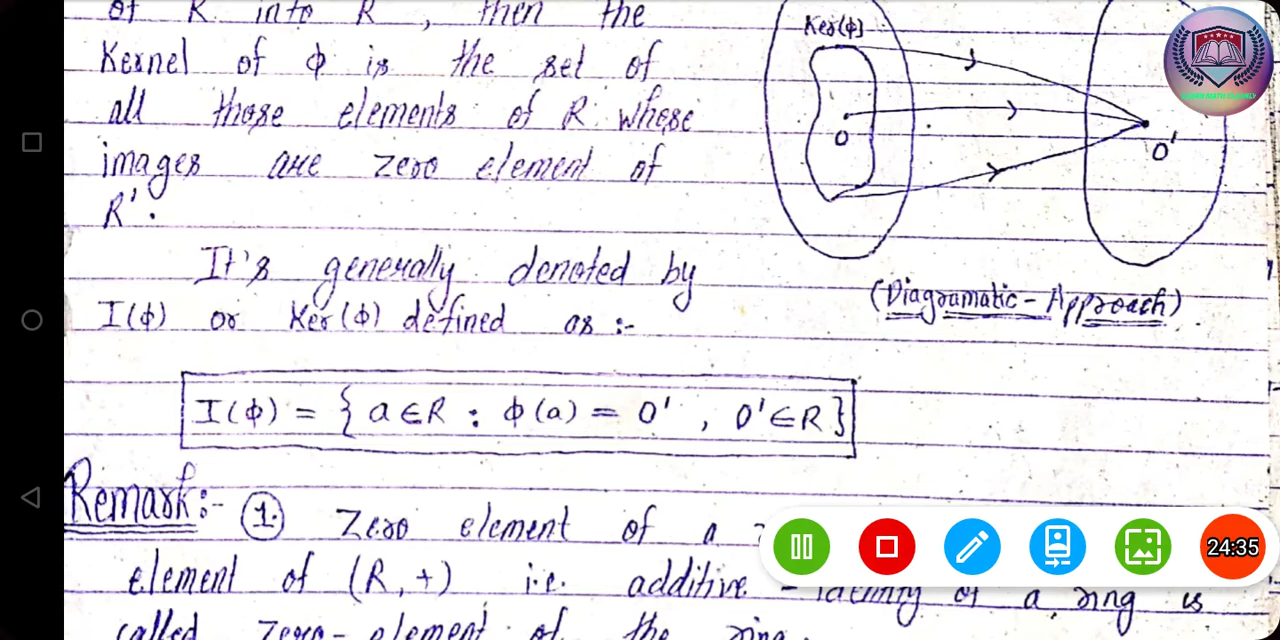 of R into R , then the
Kernel of ϕ is the set of
all those elements of R whose
images are zero element of
R'.
It's generally denoted by
I(ϕ) or Ker(ϕ) defined as :-
Ker(ϕ)
0
0'
(Diagramatic - Approach)
I(ϕ) = { a ∈ R : ϕ(a) = 0' , 0' ∈ R }
Remark :- 1. Zero element of a
element of (R, +) i.e. additive - identity of a ring is
called zero - element of the ring.
24:35